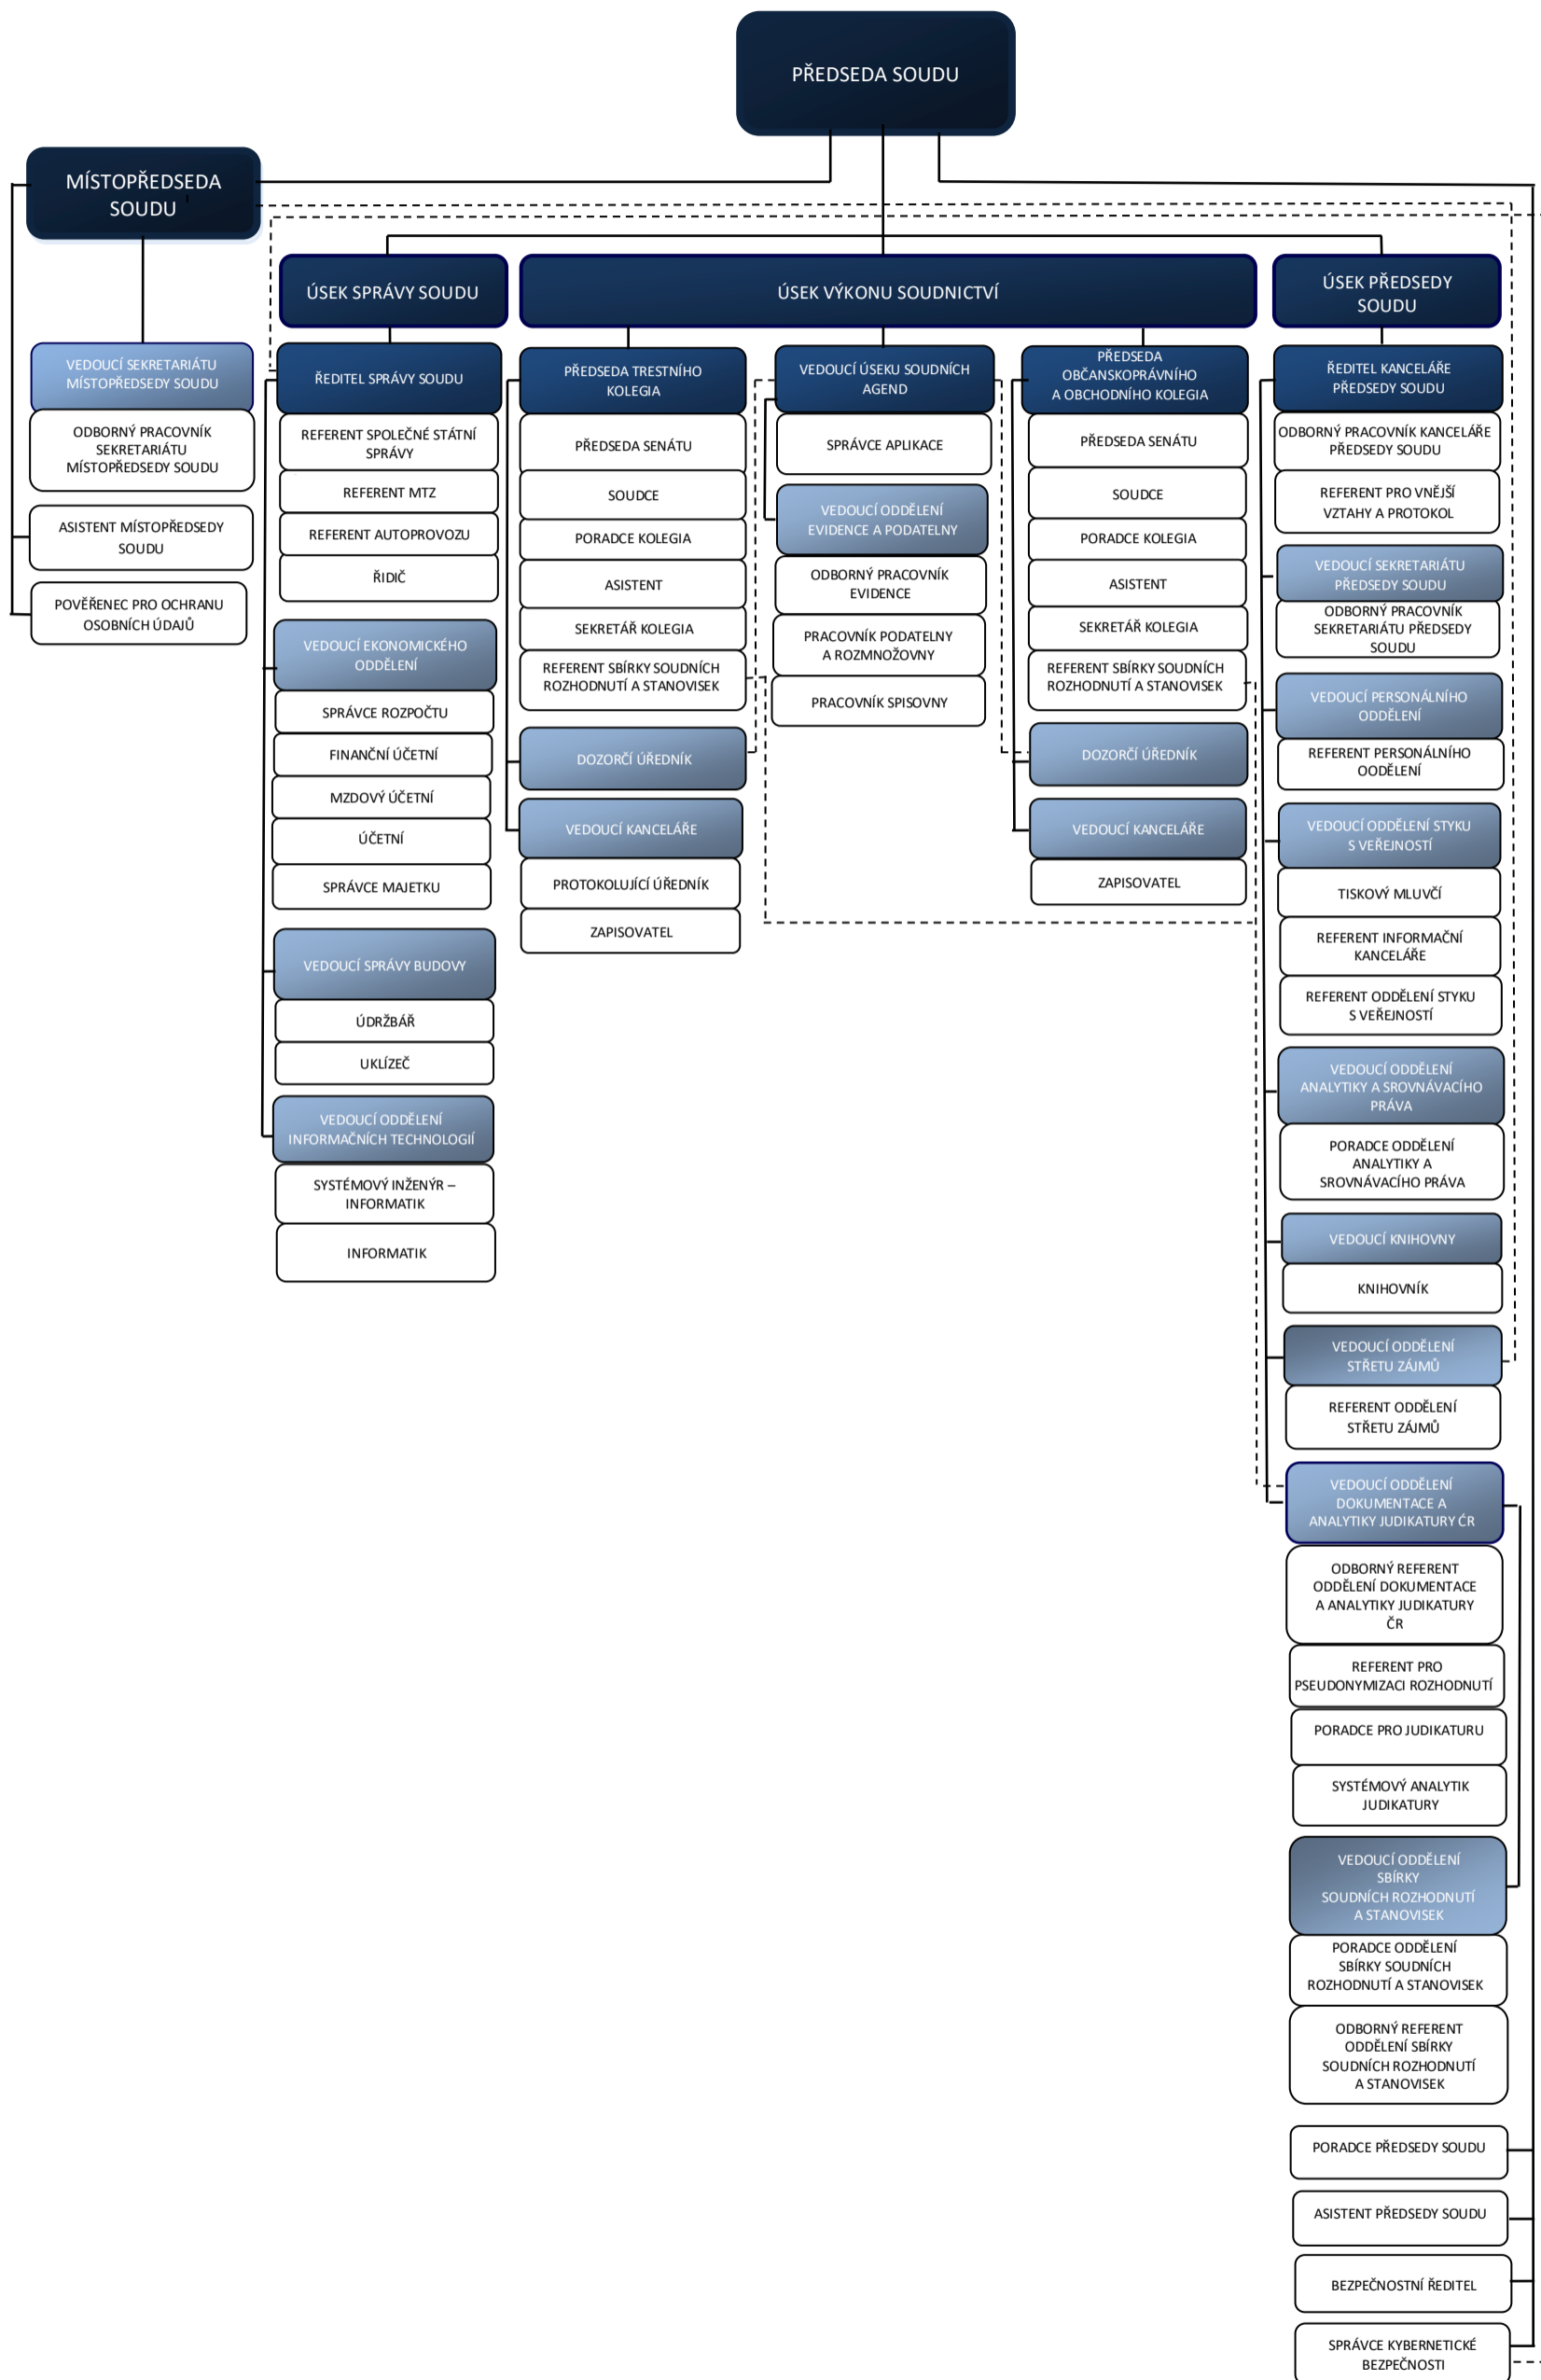 PŘEDSEDA SOUDU
MÍSTOPŘEDSEDA
SOUDU
VEDOUCÍ SEKRETARIÁTU
MÍSTOPŘEDSEDY SOUDU
ODBORNÝ PRACOVNÍK
SEKRETARIÁTU
MÍSTOPŘEDSEDY SOUDU
ASISTENT MÍSTOPŘEDSEDY
SOUDU
POVĚŘENEC PRO OCHRANU
OSOBNÍCH ÚDAJŮ
ÚSEK SPRÁVY SOUDU
ŘEDITEL SPRÁVY SOUDU
REFERENT SPOLEČNÉ STÁTNÍ
SPRÁVY
REFERENT MTZ
REFERENT AUTOPROVOZU
ŘIDIČ
VEDOUCÍ EKONOMICKÉHO
ODDĚLENÍ
SPRÁVCE ROZPOČTU
FINANČNÍ ÚČETNÍ
MZDOVÝ ÚČETNÍ
ÚČETNÍ
SPRÁVCE MAJETKU
VEDOUCÍ SPRÁVY BUDOVY
ÚDRŽBÁŘ
UKLÍZEČ
VEDOUCÍ ODDĚLENÍ
INFORMAČNÍCH TECHNOLOGIÍ
SYSTÉMOVÝ INŽENÝR –
INFORMATIK
INFORMATIK
ÚSEK VÝKONU SOUDNICTVÍ
PŘEDSEDA TRESTNÍHO
KOLEGIA
PŘEDSEDA SENÁTU
SOUDCE
PORADCE KOLEGIA
ASISTENT
SEKRETÁŘ KOLEGIA
REFERENT SBÍRKY SOUDNÍCH
ROZHODNUTÍ A STANOVISEK
DOZORČÍ ÚŘEDNÍK
VEDOUCÍ KANCELÁŘE
PROTOKOLUJÍCÍ ÚŘEDNÍK
ZAPISOVATEL
VEDOUCÍ ÚSEKU SOUDNÍCH
AGEND
SPRÁVCE APLIKACE
VEDOUCÍ ODDĚLENÍ
EVIDENCE A PODATELNY
ODBORNÝ PRACOVNÍK
EVIDENCE
PRACOVNÍK PODATELNY
A ROZMNOŽOVNY
PRACOVNÍK SPISOVNY
PŘEDSEDA
OBČANSKOPRÁVNÍHO
A OBCHODNÍHO KOLEGIA
PŘEDSEDA SENÁTU
SOUDCE
PORADCE KOLEGIA
ASISTENT
SEKRETÁŘ KOLEGIA
REFERENT SBÍRKY SOUDNÍCH
ROZHODNUTÍ A STANOVISEK
DOZORČÍ ÚŘEDNÍK
VEDOUCÍ KANCELÁŘE
ZAPISOVATEL
ÚSEK PŘEDSEDY
SOUDU
ŘEDITEL KANCELÁŘE
PŘEDSEDY SOUDU
ODBORNÝ PRACOVNÍK KANCELÁŘE
PŘEDSEDY SOUDU
REFERENT PRO VNĚJŠÍ
VZTAHY A PROTOKOL
VEDOUCÍ SEKRETARIÁTU
PŘEDSEDY SOUDU
ODBORNÝ PRACOVNÍK
SEKRETARIÁTU PŘEDSEDY
SOUDU
VEDOUCÍ PERSONÁLNÍHO
ODDĚLENÍ
REFERENT PERSONÁLNÍHO
OODĚLENÍ
VEDOUCÍ ODDĚLENÍ STYKU
S VEŘEJNOSTÍ
TISKOVÝ MLUVČÍ
REFERENT INFORMAČNÍ
KANCELÁŘE
REFERENT ODDĚLENÍ STYKU
S VEŘEJNOSTÍ
VEDOUCÍ ODDĚLENÍ
ANALYTIKY A SROVNÁVACÍHO
PRÁVA
PORADCE ODDĚLENÍ
ANALYTIKY A
SROVNÁVACÍHO PRÁVA
VEDOUCÍ KNIHOVNY
KNIHOVNÍK
VEDOUCÍ ODDĚLENÍ
STŘETU ZÁJMŮ
REFERENT ODDĚLENÍ
STŘETU ZÁJMŮ
VEDOUCÍ ODDĚLENÍ
DOKUMENTACE A
ANALYTIKY JUDIKATURY ĆR
ODBORNÝ REFERENT
ODDĚLENÍ DOKUMENTACE
A ANALYTIKY JUDIKATURY
ČR
REFERENT PRO
PSEUDONYMIZACI ROZHODNUTÍ
PORADCE PRO JUDIKATURU
SYSTÉMOVÝ ANALYTIK
JUDIKATURY
VEDOUCÍ ODDĚLENÍ
SBÍRKY
SOUDNÍCH ROZHODNUTÍ
A STANOVISEK
PORADCE ODDĚLENÍ
SBÍRKY SOUDNÍCH
ROZHODNUTÍ A STANOVISEK
ODBORNÝ REFERENT
ODDĚLENÍ SBÍRKY
SOUDNÍCH ROZHODNUTÍ
A STANOVISEK
PORADCE PŘEDSEDY SOUDU
ASISTENT PŘEDSEDY SOUDU
BEZPEČNOSTNÍ ŘEDITEL
SPRÁVCE KYBERNETICKÉ
BEZPEČNOSTI